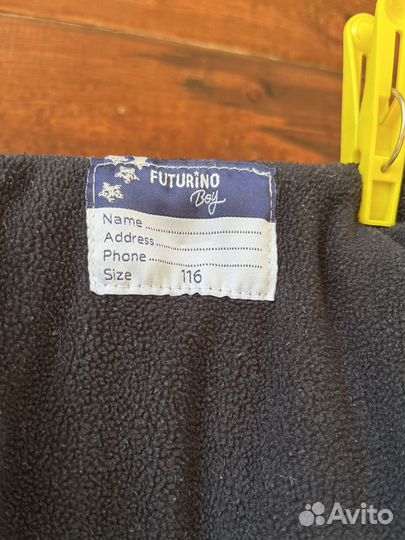 FUTURiNO
Boy
Name
Address
Phone
Size 116
Avito